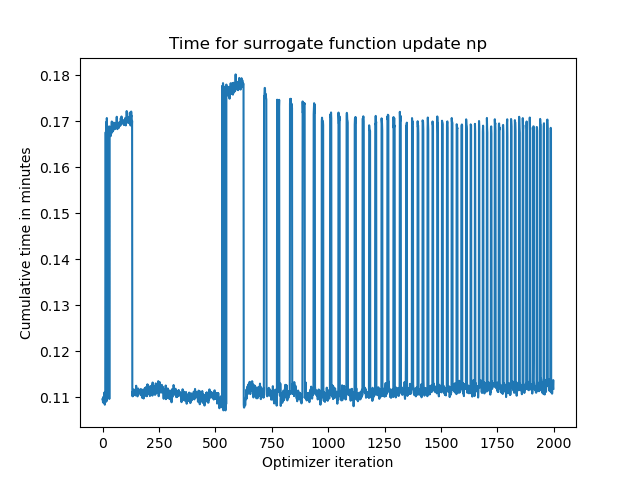 Time for surrogate function update np
Cumulative time in minutes
0.18
0.17
0.16
0.15
0.14
0.13
0.12
0.11
0 250 500 750 1000 1250 1500 1750 2000
Optimizer iteration